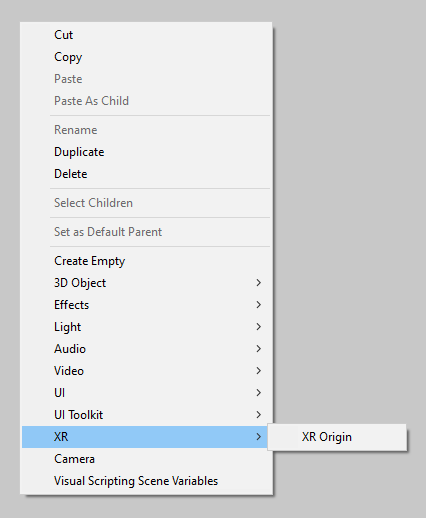 Cut
Copy
Paste
Paste As Child
Rename
Duplicate
Delete
Select Children
Set as Default Parent
Create Empty
3D Object
Effects
Light
Audio
Video
UI
UI Toolkit
XR
XR Origin
Camera
Visual Scripting Scene Variables